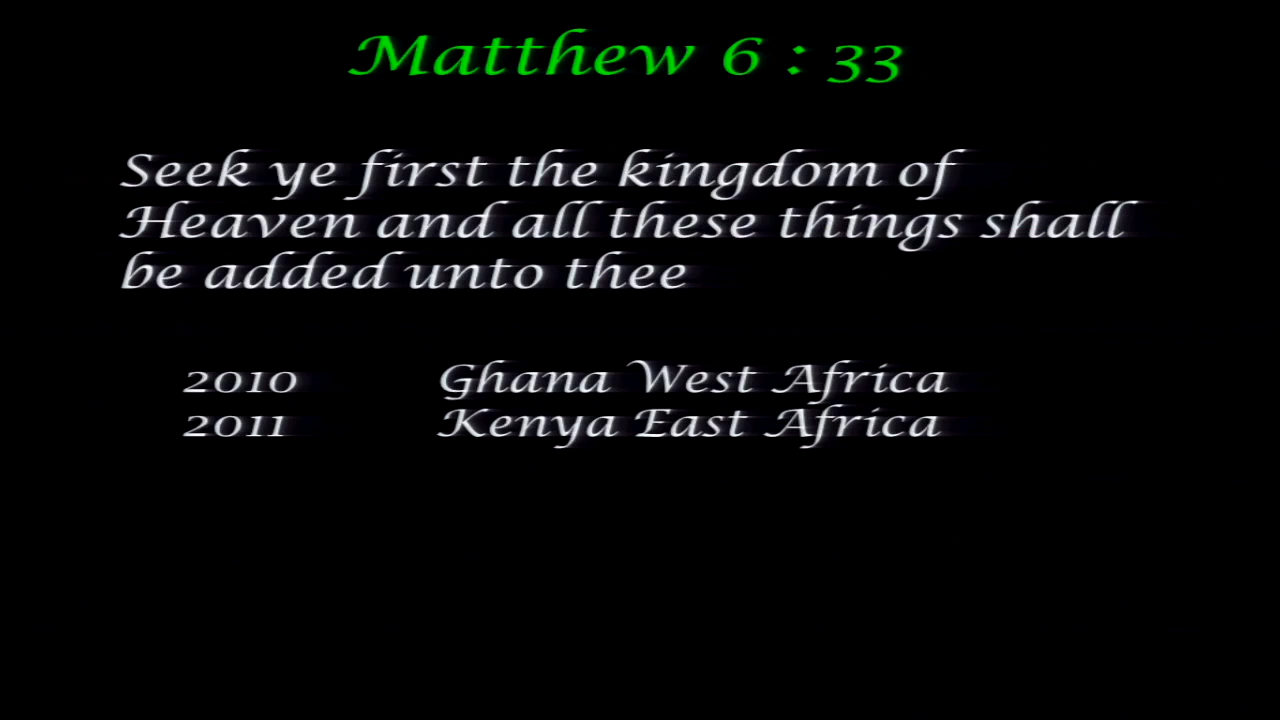 Matthew 6 : 33
Seek ye first the kingdom of
Heaven and all these things shall
be added unto thee
2010 Ghana West Africa
2011 Kenya East Africa